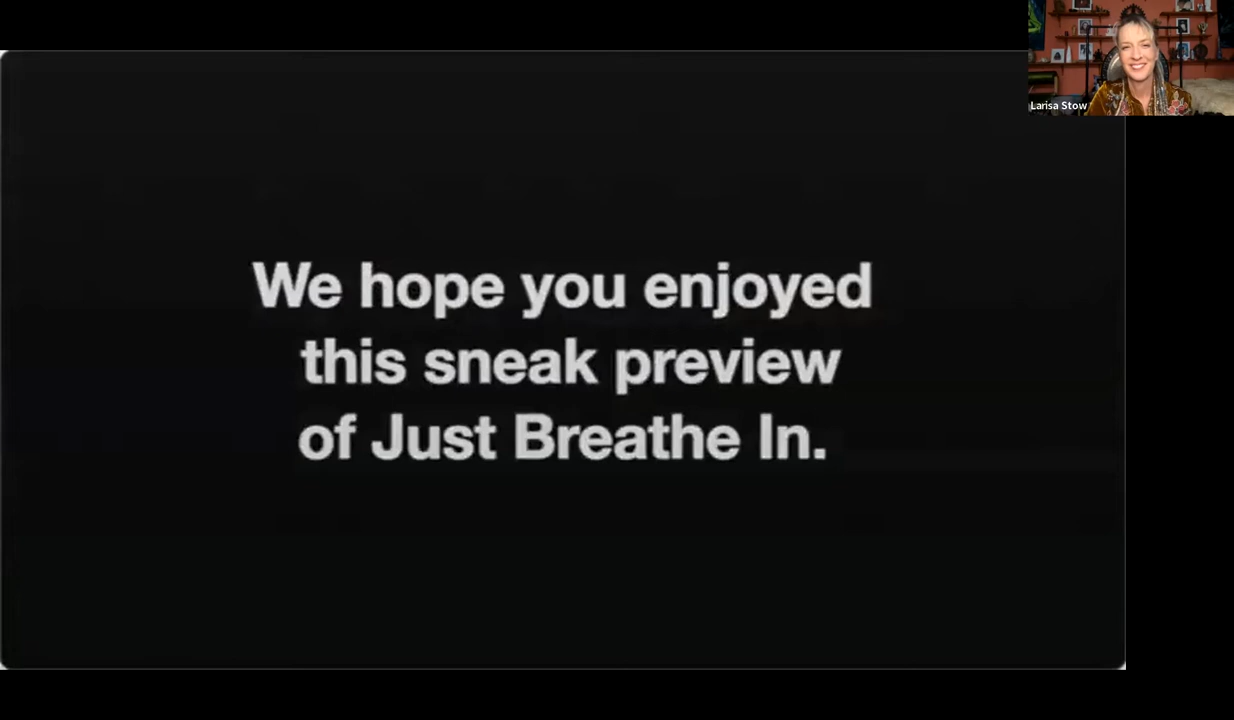 Larisa Stow
We hope you enjoyed
this sneak preview
of Just Breathe In.